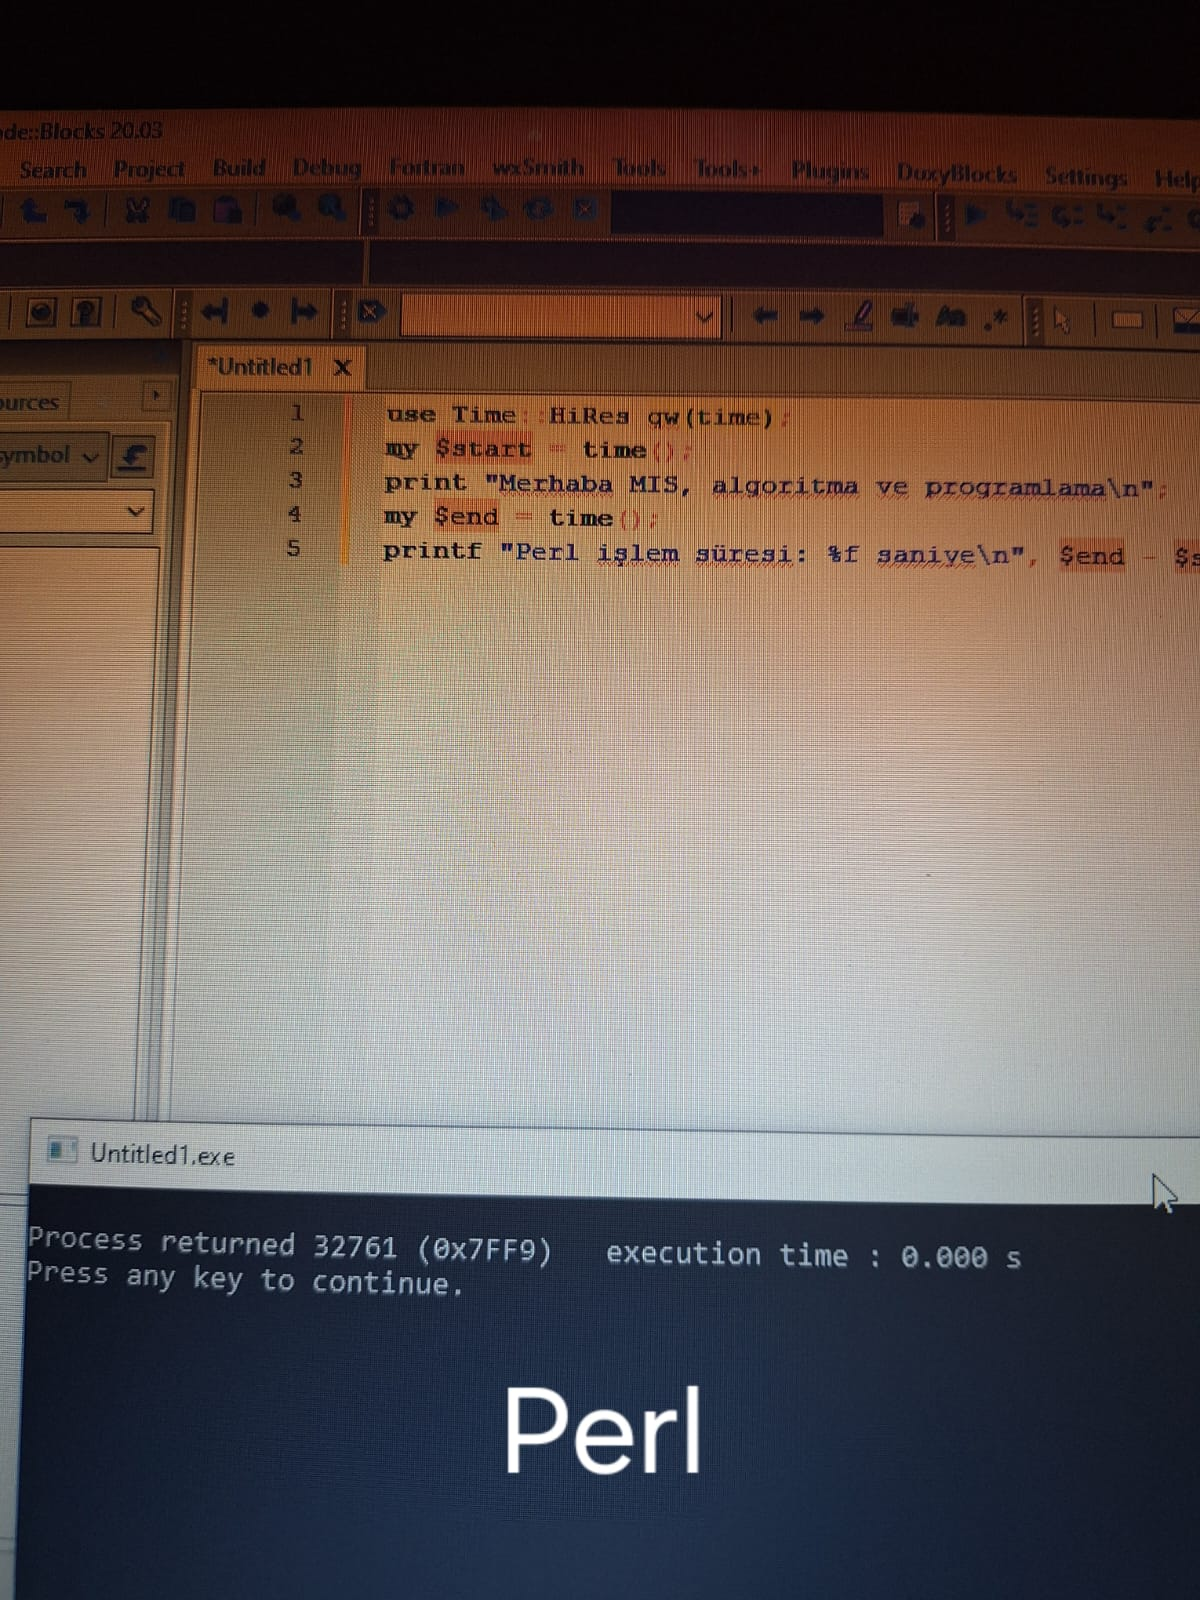 de::Blocks 20.03
Search Project Build Debug Fortran wxSmith Tools Tools+ Plugins DoxyBlocks Settings Help
*Untitled1 X
ources
1 use Time::HiRes qw(time);
ymbol
2 my $start = time();
3 print "Merhaba MIS, algoritma ve programlama\n";
4 my $end = time();
5 printf "Perl işlem süresi: %f saniye\n", $end - $s
Untitled1.exe
Process returned 32761 (0x7FF9) execution time : 0.000 s
Press any key to continue.
Perl